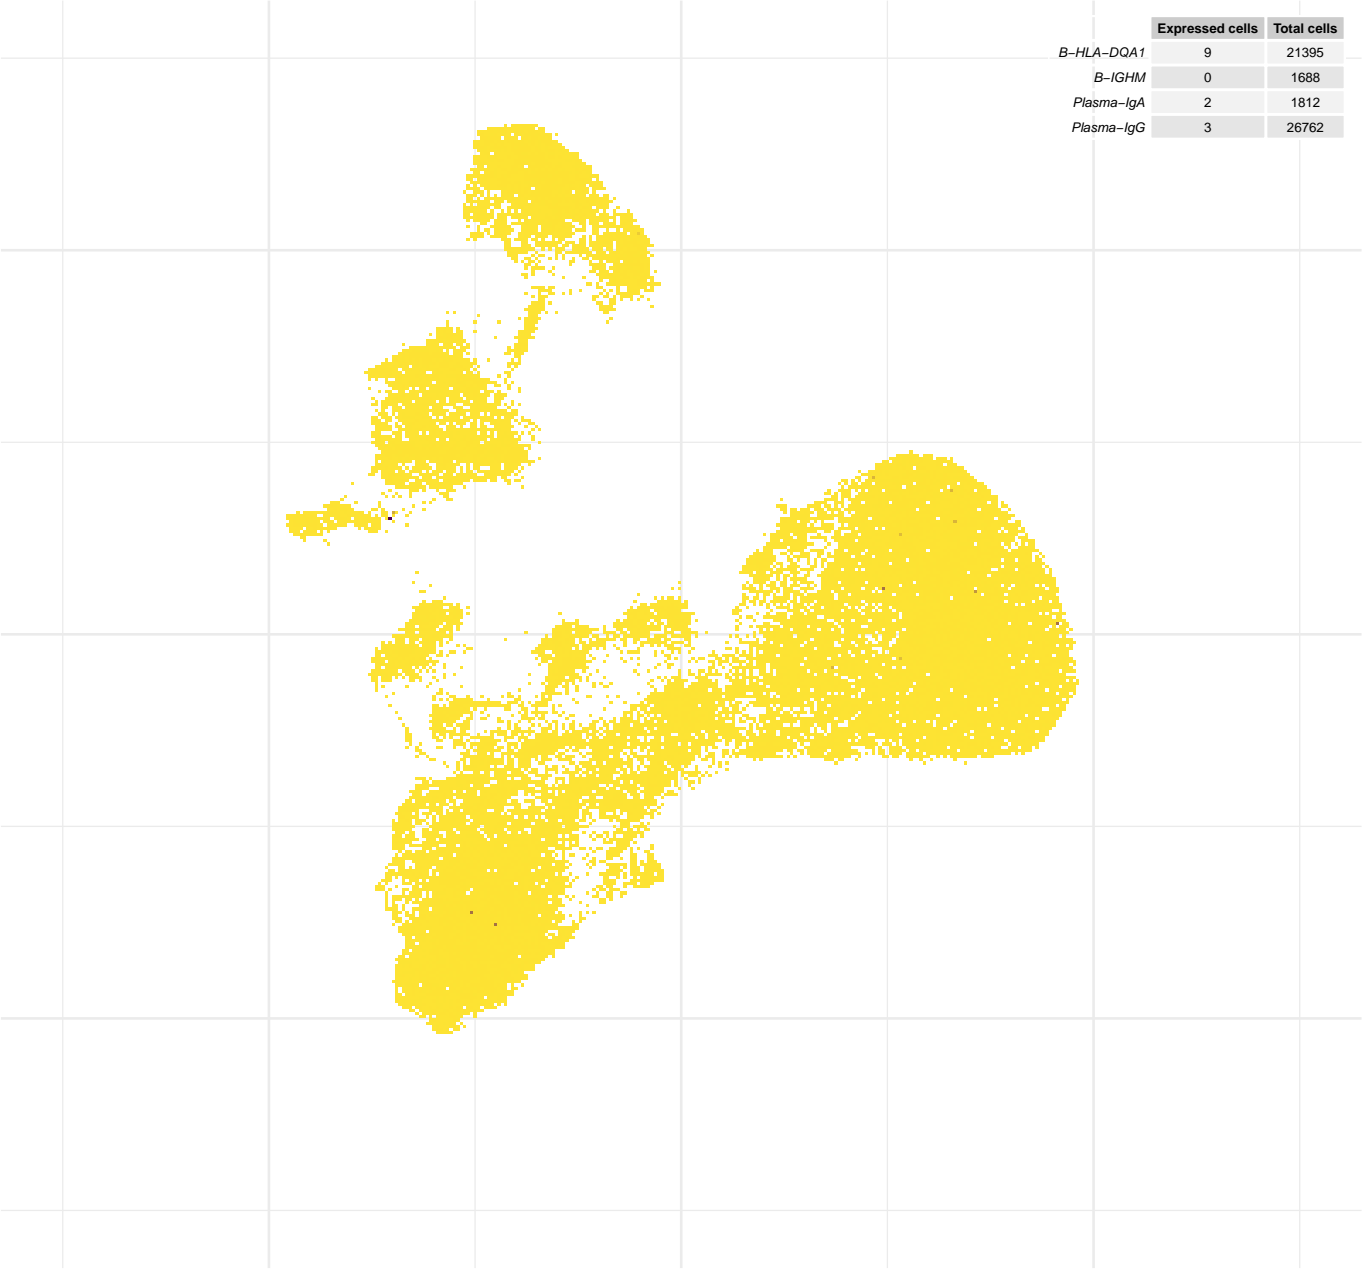 Expressed cells Total cells
B−HLA−DQA1 9 21395
B−IGHM 0 1688
Plasma−IgA 2 1812
Plasma−IgG 3 26762